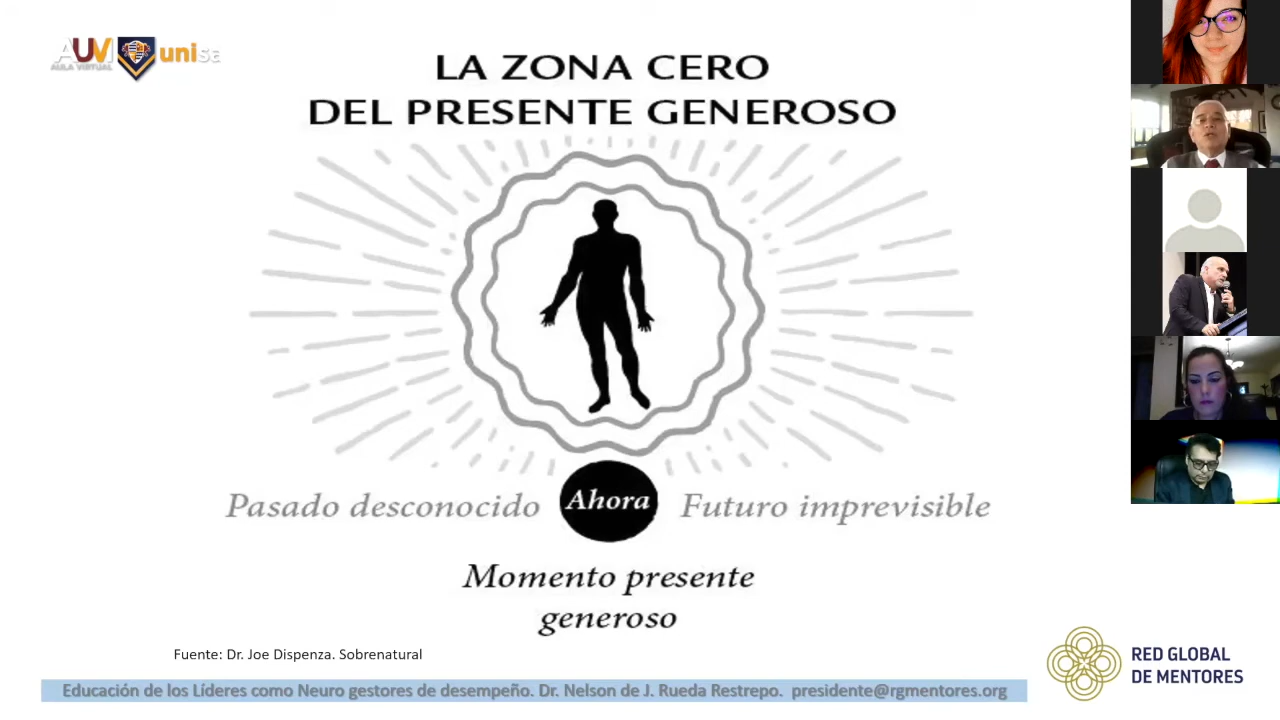 AUV
AULA VIRTUAL
unisa
LA ZONA CERO
DEL PRESENTE GENEROSO
Pasado desconocido
Ahora
Futuro imprevisible
Momento presente
generoso
Fuente: Dr. Joe Dispenza. Sobrenatural
Educación de los Líderes como Neuro gestores de desempeño. Dr. Nelson de J. Rueda Restrepo. presidente@rgmentores.org
RED GLOBAL
DE MENTORES